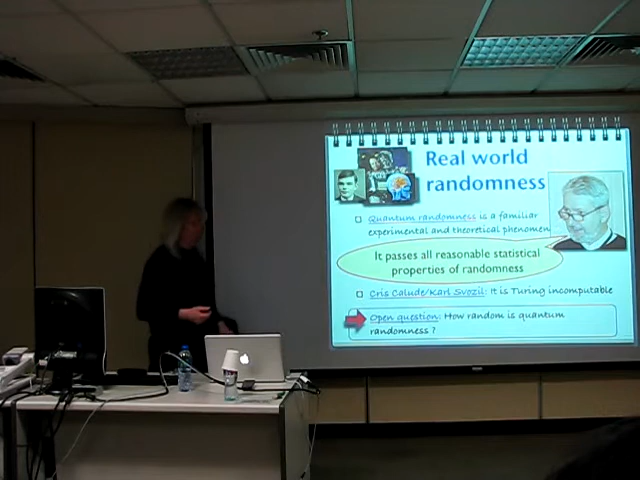 Real world
randomness
Quantum randomness is a familiar
experimental and theoretical phenomen
It passes all reasonable statistical
properties of randomness
Cris Calude/Karl Svozil: It is Turing incomputable
Open question: How random is quantum
randomness ?